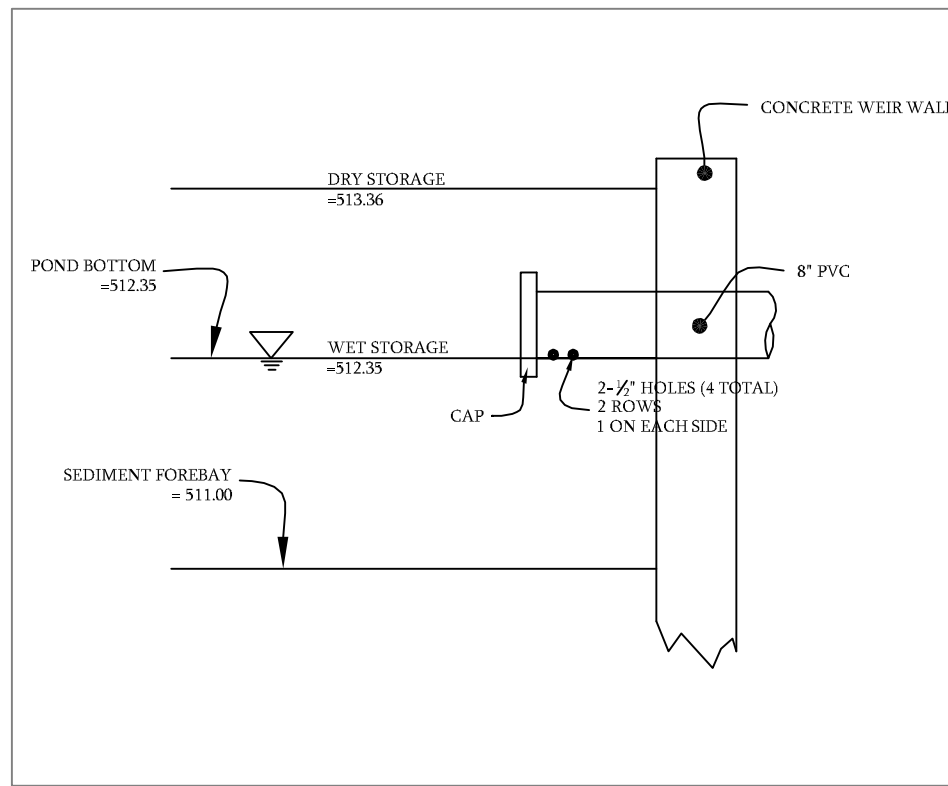 CONCRETE WEIR WALL
DRY STORAGE
=513.36
POND BOTTOM
=512.35
8" PVC
WET STORAGE
=512.35
2-½" HOLES (4 TOTAL)
2 ROWS
1 ON EACH SIDE
CAP
SEDIMENT FOREBAY
= 511.00